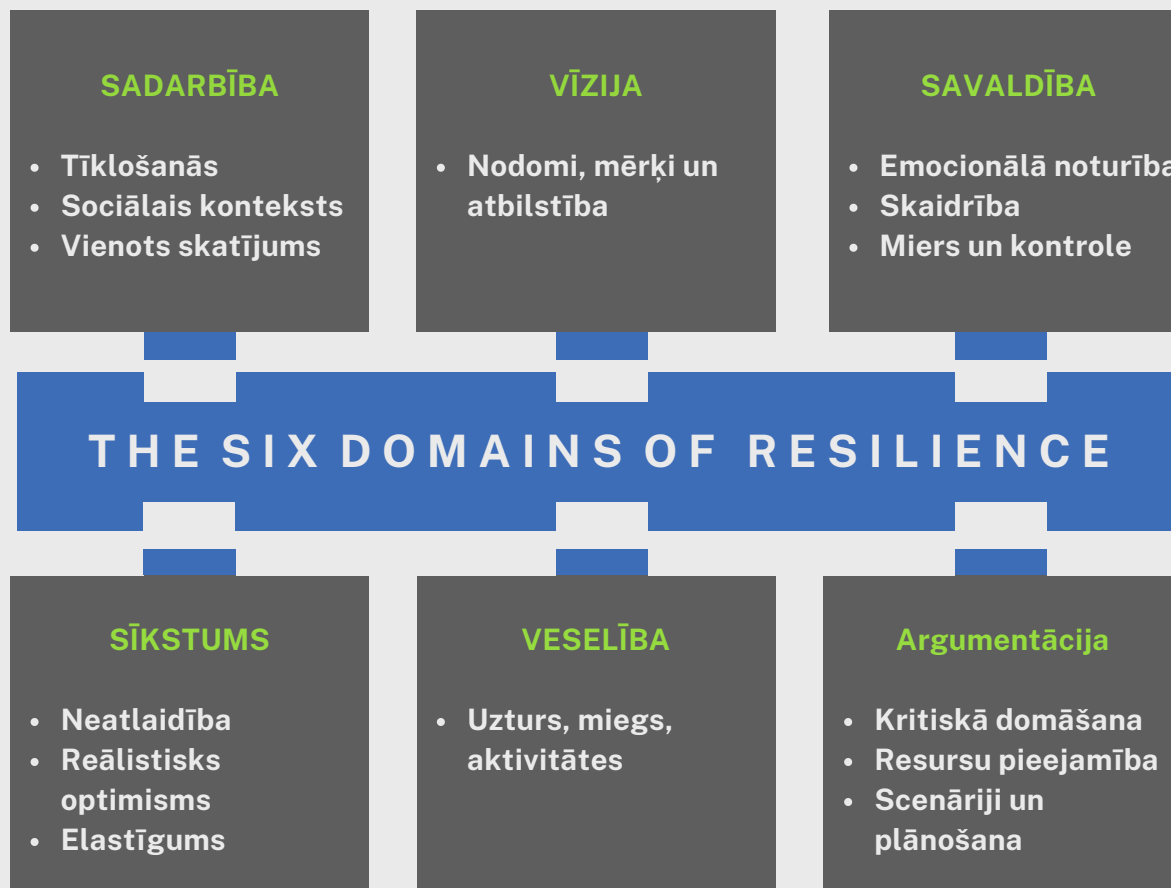 SADARBĪBA
• Tīklošanās
• Sociālais konteksts
• Vienots skatījums
VĪZIJA
• Nodomi, mērķi un
atbilstība
SAVALDĪBA
• Emocionālā noturība
• Skaidrība
• Miers un kontrole
THE SIX DOMAINS OF RESILIENCE
SĪKSTUMS
• Neatlaidība
• Reālistisks
optimisms
• Elastīgums
VESELĪBA
• Uzturs, miegs,
aktivitātes
Argumentācija
• Kritiskā domāšana
• Resursu pieejamība
• Scenāriji un
plānošana